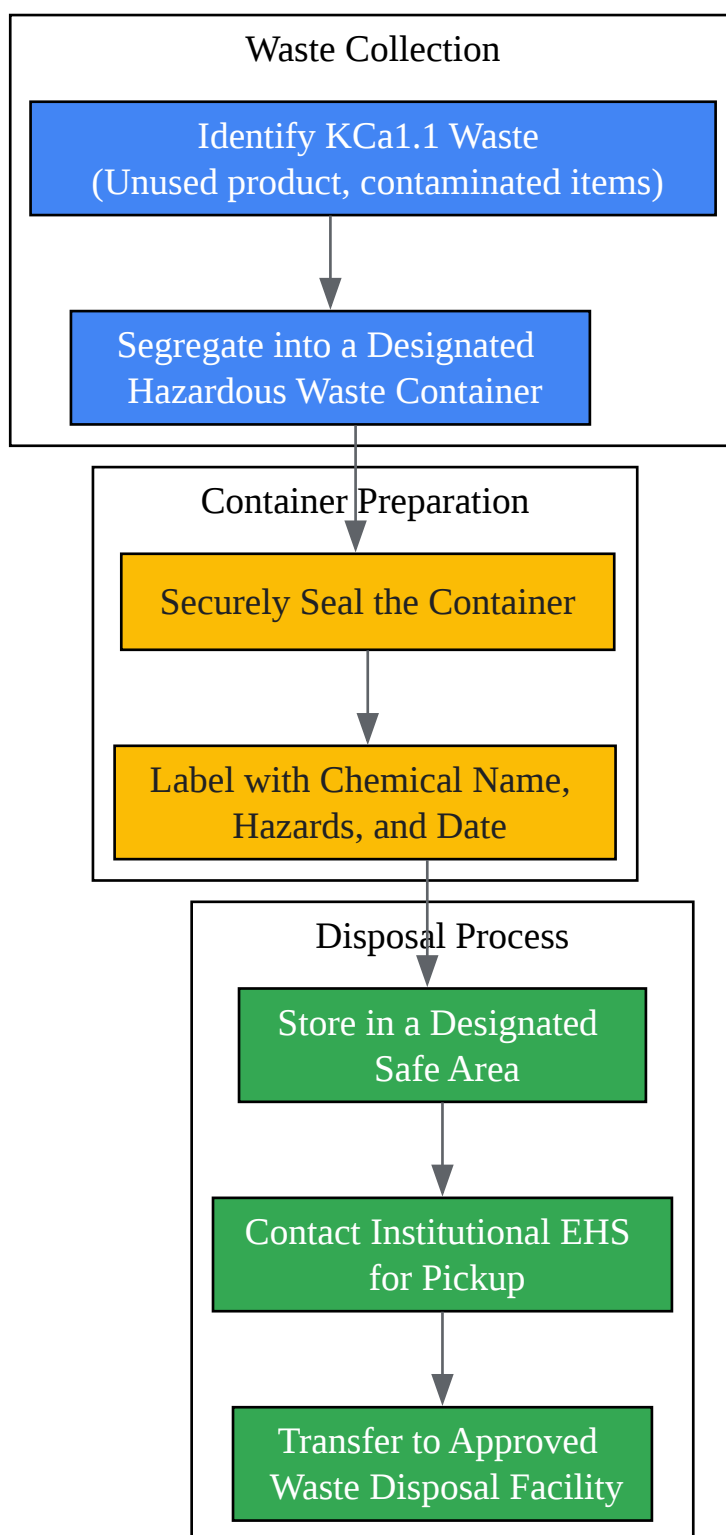 Waste Collection
Identify KCa1.1 Waste
(Unused product, contaminated items)
Segregate into a Designated
Hazardous Waste Container
Container Preparation
Securely Seal the Container
Label with Chemical Name,
Hazards, and Date
Disposal Process
Store in a Designated
Safe Area
Contact Institutional EHS
for Pickup
Transfer to Approved
Waste Disposal Facility